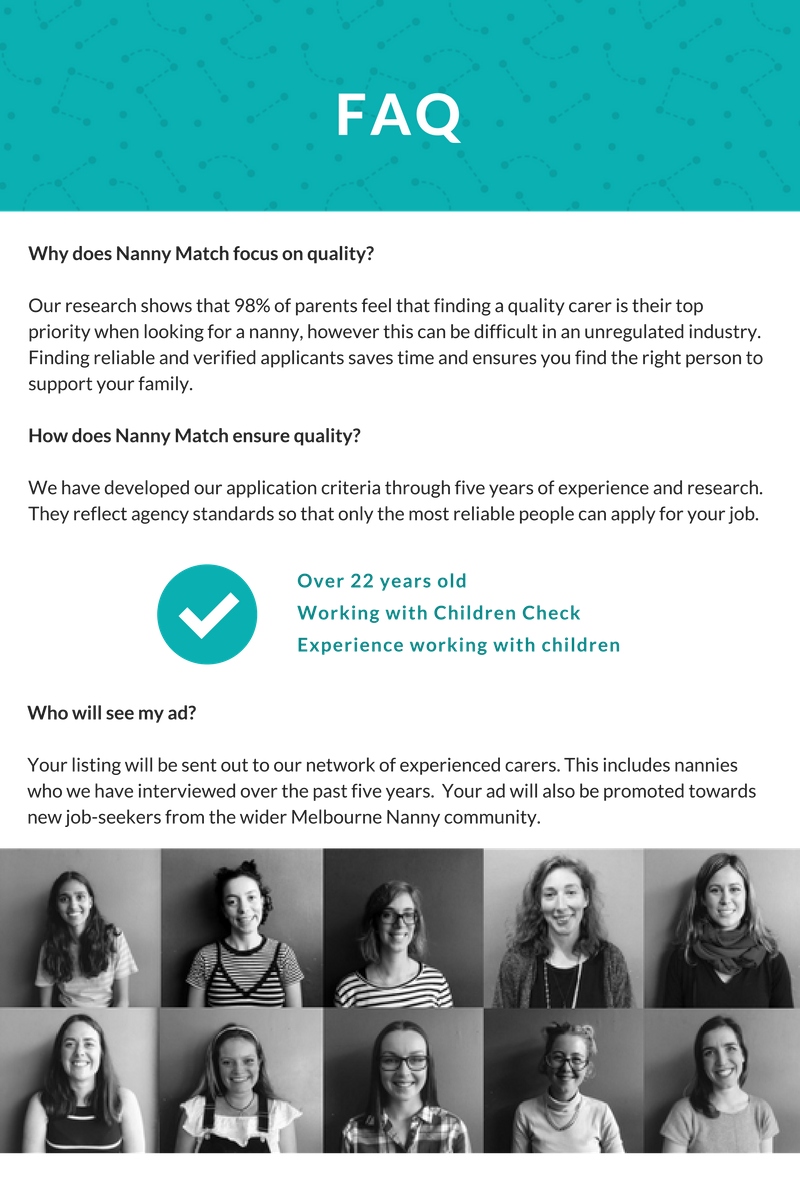 FAQ
Why does Nanny Match focus on quality?
Our research shows that 98% of parents feel that finding a quality carer is their top
priority when looking for a nanny, however this can be difficult in an unregulated industry.
Finding reliable and verified applicants saves time and ensures you find the right person to
support your family.
How does Nanny Match ensure quality?
We have developed our application criteria through five years of experience and research.
They reflect agency standards so that only the most reliable people can apply for your job.
Over 22 years old
Working with Children Check
Experience working with children
Who will see my ad?
Your listing will be sent out to our network of experienced carers. This includes nannies
who we have interviewed over the past five years.  Your ad will also be promoted towards
new job-seekers from the wider Melbourne Nanny community.